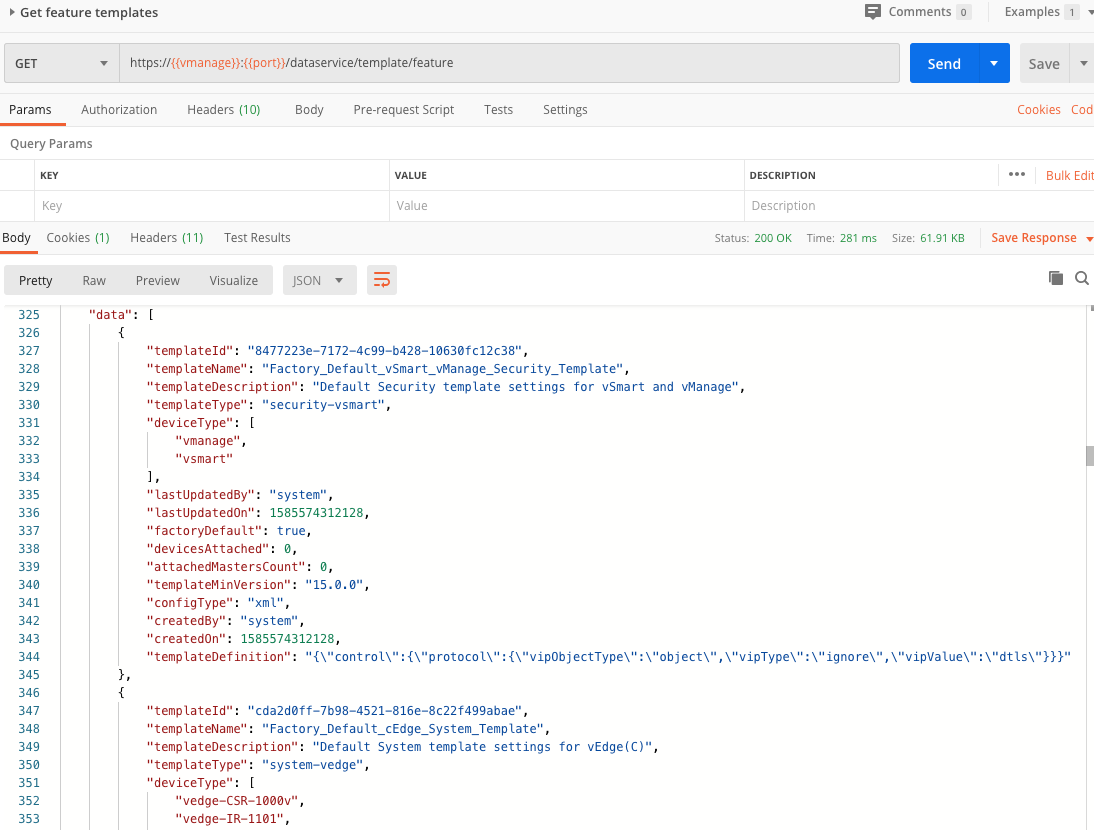 Get feature templates Comments 0 Examples 1
GET https://{{vmanage}}:{{port}}/dataservice/template/feature Send Save
Params Authorization Headers (10) Body Pre-request Script Tests Settings Cookies Cod
Query Params
KEY VALUE DESCRIPTION ••• Bulk Edit
Key Value Description
Body Cookies (1) Headers (11) Test Results Status: 200 OK Time: 281 ms Size: 61.91 KB Save Response
Pretty Raw Preview Visualize JSON
325 "data": [
326 {
327 "templateId": "8477223e-7172-4c99-b428-10630fc12c38",
328 "templateName": "Factory_Default_vSmart_vManage_Security_Template",
329 "templateDescription": "Default Security template settings for vSmart and vManage",
330 "templateType": "security-vsmart",
331 "deviceType": [
332 "vmanage",
333 "vsmart"
334 ],
335 "lastUpdatedBy": "system",
336 "lastUpdatedOn": 1585574312128,
337 "factoryDefault": true,
338 "devicesAttached": 0,
339 "attachedMastersCount": 0,
340 "templateMinVersion": "15.0.0",
341 "configType": "xml",
342 "createdBy": "system",
343 "createdOn": 1585574312128,
344 "templateDefinition": "{\"control\":{\"protocol\":{\"vipObjectType\":\"object\",\"vipType\":\"ignore\",\"vipValue\":\"dtls\"}}}"
345 },
346 {
347 "templateId": "cda2d0ff-7b98-4521-816e-8c22f499abae",
348 "templateName": "Factory_Default_cEdge_System_Template",
349 "templateDescription": "Default System template settings for vEdge(C)",
350 "templateType": "system-vedge",
351 "deviceType": [
352 "vedge-CSR-1000v",
353 "vedge-IR-1101",